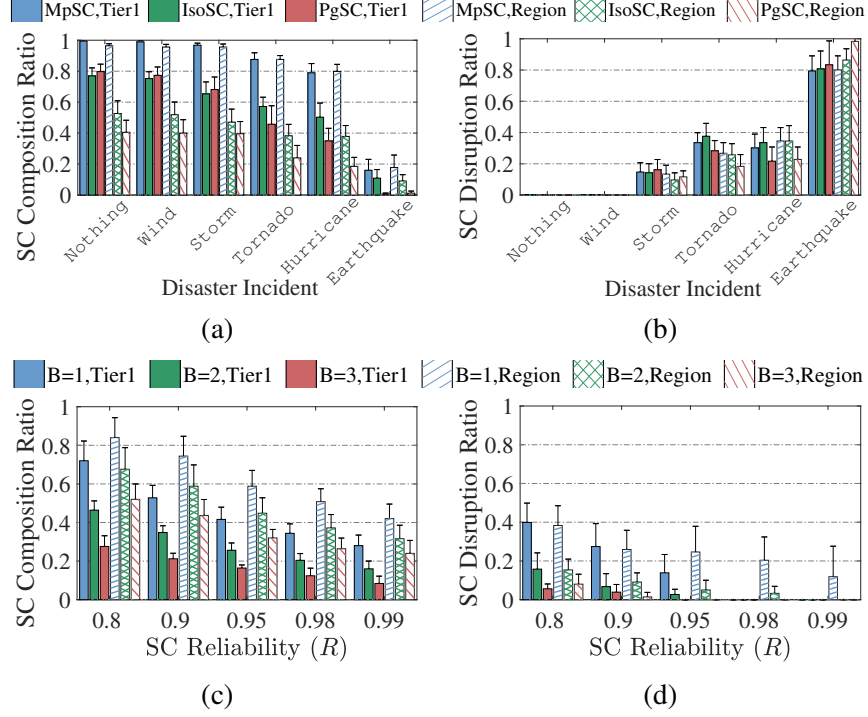 MpSC,Tier1 IsoSC,Tier1 PgSC,Tier1 MpSC,Region IsoSC,Region PgSC,Region
SC Composition Ratio
1
0.8
0.6
0.4
0.2
0
Nothing Wind Storm Tornado Hurricane Earthquake
Disaster Incident
(a)
SC Disruption Ratio
1
0.8
0.6
0.4
0.2
0
Nothing Wind Storm Tornado Hurricane Earthquake
Disaster Incident
(b)
B=1,Tier1 B=2,Tier1 B=3,Tier1 B=1,Region B=2,Region B=3,Region
SC Composition Ratio
1
0.8
0.6
0.4
0.2
0
0.8 0.9 0.95 0.98 0.99
SC Reliability (R)
(c)
SC Disruption Ratio
1
0.8
0.6
0.4
0.2
0
0.8 0.9 0.95 0.98 0.99
SC Reliability (R)
(d)